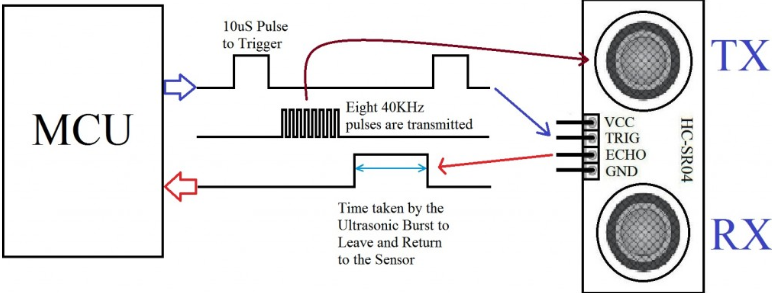 10uS Pulse
to Trigger
TX
MCU
Eight 40KHz
pulses are transmitted
VCC
TRIG
ECHO
GND
HC-SR04
Time taken by the
Ultrasonic Burst to
Leave and Return
to the Sensor
RX